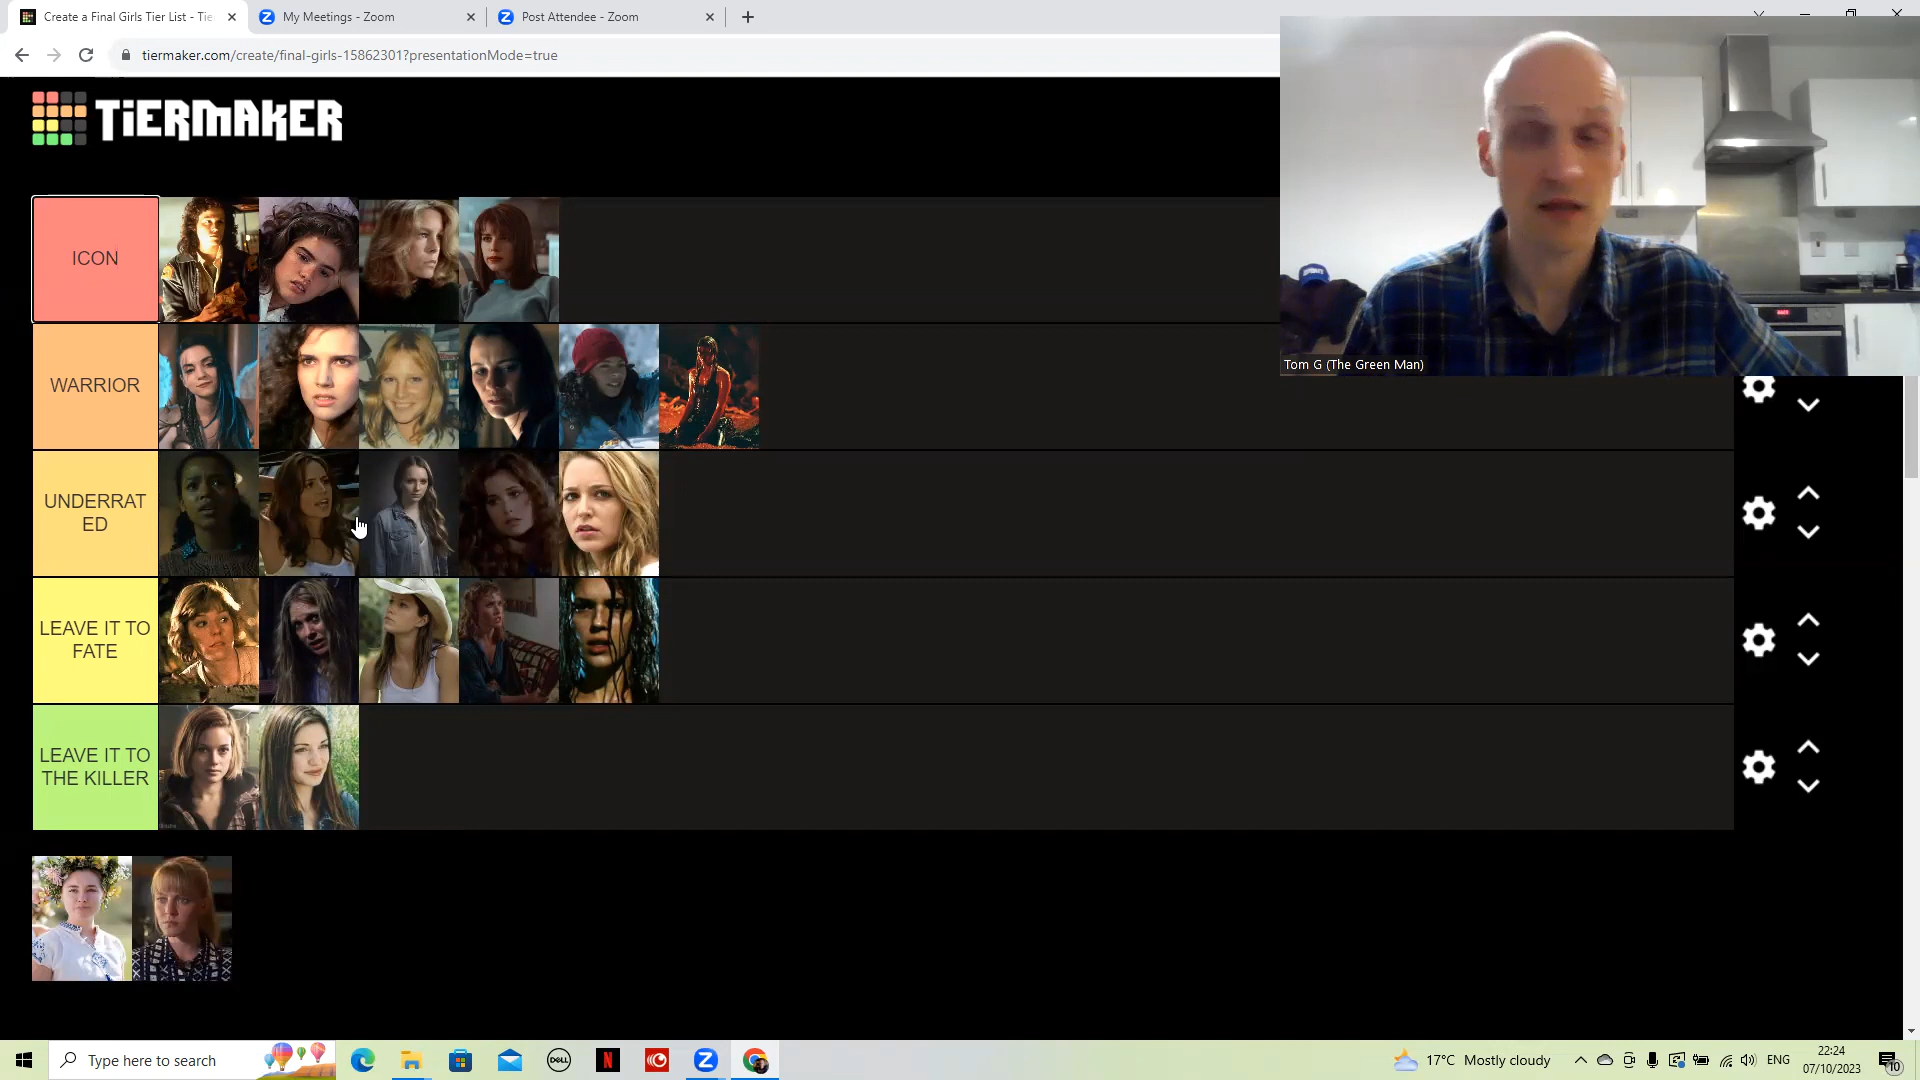 Create a Final Girls Tier List - Tie
My Meetings - Zoom
Post Attendee - Zoom
tiermaker.com/create/final-girls-15862301?presentationMode=true
TiERMAKER
ICON
WARRIOR
UNDERRAT
ED
LEAVE IT TO
FATE
LEAVE IT TO
THE KILLER
Tom G (The Green Man)
Type here to search
DELL
N
17°C Mostly cloudy
ENG
22:24
07/10/2023
10